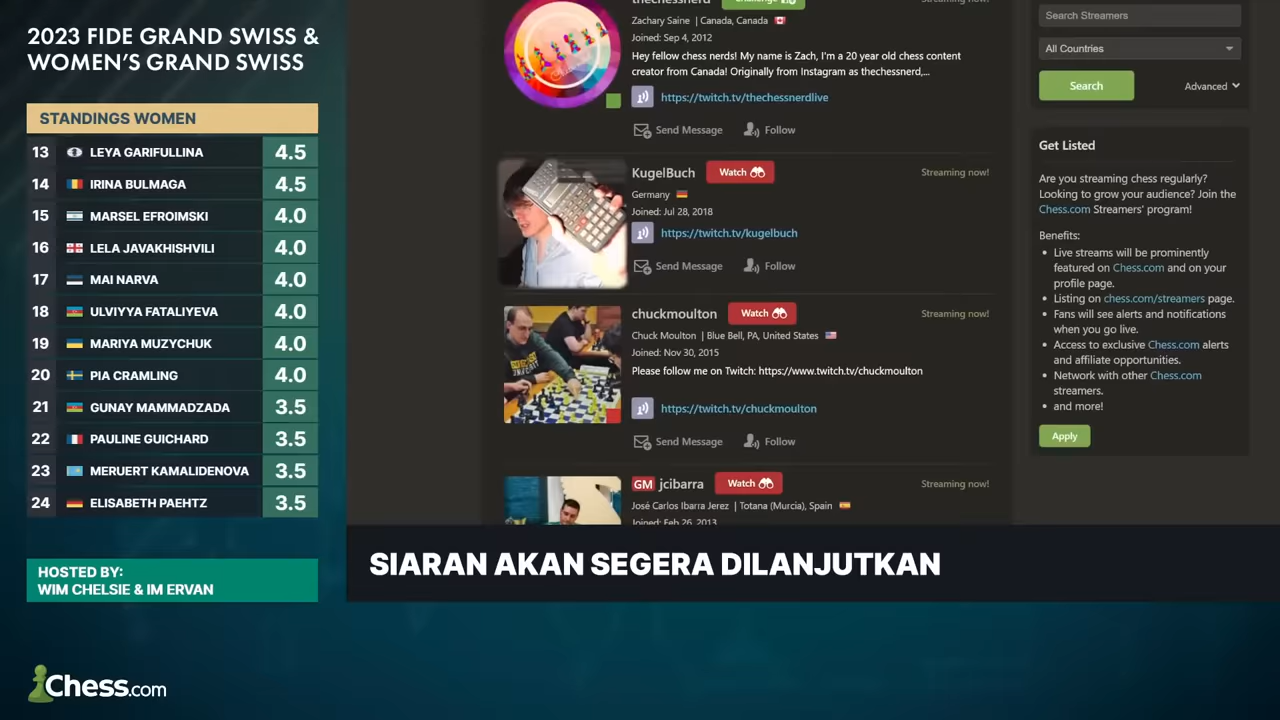 2023 FIDE GRAND SWISS &
WOMEN'S GRAND SWISS
STANDINGS WOMEN
13 LEYA GARIFULLINA 4.5
14 IRINA BULMAGA 4.5
15 MARSEL EFROIMSKI 4.0
16 LELA JAVAKHISHVILI 4.0
17 MAI NARVA 4.0
18 ULVIYYA FATALIYEVA 4.0
19 MARIYA MUZYCHUK 4.0
20 PIA CRAMLING 4.0
21 GUNAY MAMMADZADA 3.5
22 PAULINE GUICHARD 3.5
23 MERUERT KAMALIDENOVA 3.5
24 ELISABETH PAEHTZ 3.5
HOSTED BY:
WIM CHELSIE & IM ERVAN
Chess.com
thechessnerd Challenge Streaming now!
Zachary Saine | Canada, Canada
Joined: Sep 4, 2012
Hey fellow chess nerds! My name is Zach, I'm a 20 year old chess content
creator from Canada! Originally from Instagram as thechessnerd,...
https://twitch.tv/thechessnerdlive
Send Message Follow
KugelBuch Watch Streaming now!
Germany
Joined: Jul 28, 2018
https://twitch.tv/kugelbuch
Send Message Follow
chuckmoulton Watch Streaming now!
Chuck Moulton | Blue Bell, PA, United States
Joined: Nov 30, 2015
Please follow me on Twitch: https://www.twitch.tv/chuckmoulton
https://twitch.tv/chuckmoulton
Send Message Follow
GM jcibarra Watch Streaming now!
José Carlos Ibarra Jerez | Totana (Murcia), Spain
Joined: Feb 26, 2013
Search Streamers
All Countries
Search Advanced
Get Listed
Are you streaming chess regularly?
Looking to grow your audience? Join the
Chess.com Streamers' program!
Benefits:
• Live streams will be prominently
featured on Chess.com and on your
profile page.
• Listing on chess.com/streamers page.
• Fans will see alerts and notifications
when you go live.
• Access to exclusive Chess.com alerts
and affiliate opportunities.
• Network with other Chess.com
streamers.
• and more!
Apply
SIARAN AKAN SEGERA DILANJUTKAN